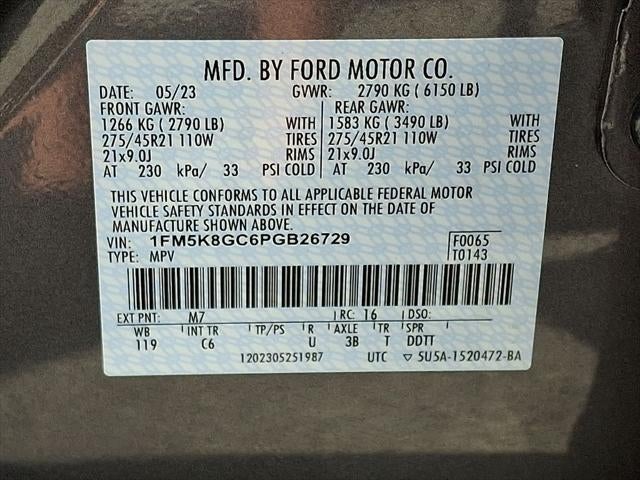 MFD. BY FORD MOTOR CO.
DATE: 05/23 GVWR: 2790 KG ( 6150 LB)
FRONT GAWR: REAR GAWR:
1266 KG ( 2790 LB) WITH 1583 KG ( 3490 LB) WITH
275/45R21 110W TIRES 275/45R21 110W TIRES
21x9.0J RIMS 21x9.0J RIMS
AT 230 kPa/ 33 PSI COLD AT 230 kPa/ 33 PSI COLD
THIS VEHICLE CONFORMS TO ALL APPLICABLE FEDERAL MOTOR
VEHICLE SAFETY STANDARDS IN EFFECT ON THE DATE OF
MANUFACTURE SHOWN ABOVE.
VIN: 1FM5K8GC6PGB26729 F0065
TYPE: MPV T0143
EXT PNT: M7 RC: 16 DSO:
WB INT TR TP/PS R AXLE TR SPR
119 C6 U 3B T DDTT
1202305251987 UTC ▽ 5U5A-1520472-BA